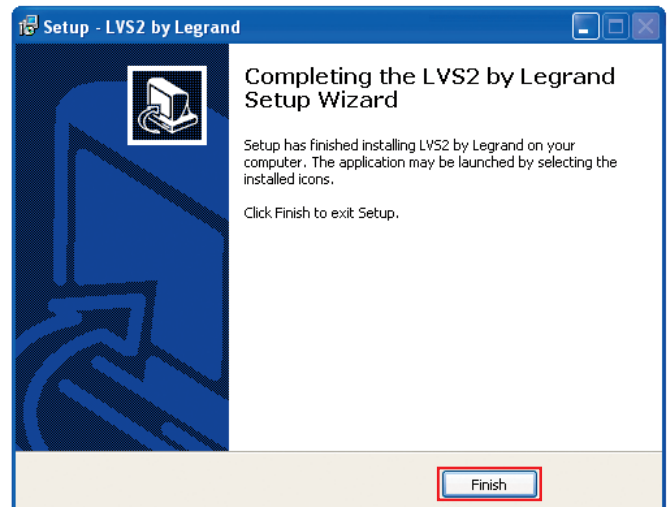 Setup - LVS2 by Legrand
Completing the LVS2 by Legrand
Setup Wizard
Setup has finished installing LVS2 by Legrand on your
computer. The application may be launched by selecting the
installed icons.
Click Finish to exit Setup.
Finish